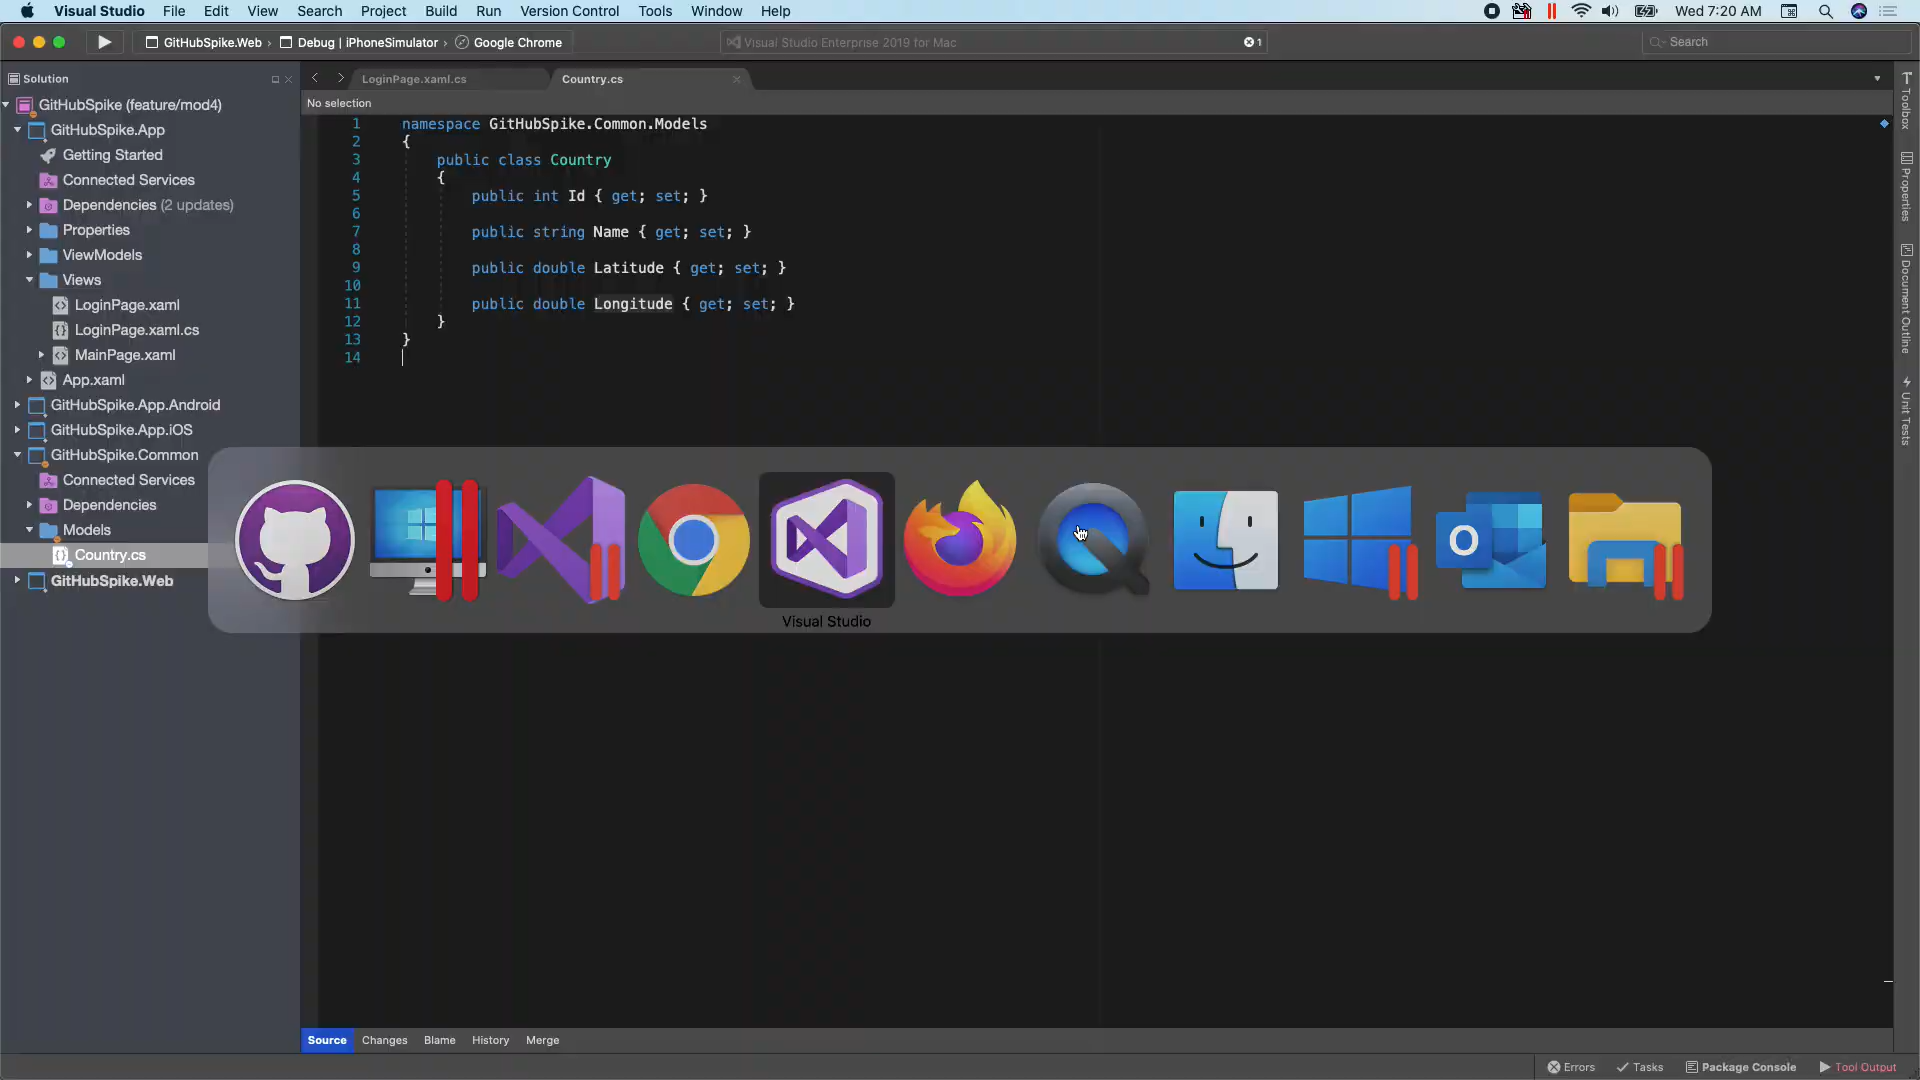 Visual Studio File Edit View Search Project Build Run Version Control Tools Window Help
Wed 7:20 AM
GitHubSpike.Web › Debug | iPhoneSimulator › Google Chrome
Visual Studio Enterprise 2019 for Mac
1
Search
Solution
LoginPage.xaml.cs
Country.cs
No selection
GitHubSpike (feature/mod4)
GitHubSpike.App
Getting Started
Connected Services
Dependencies (2 updates)
Properties
ViewModels
Views
LoginPage.xaml
LoginPage.xaml.cs
MainPage.xaml
App.xaml
GitHubSpike.App.Android
GitHubSpike.App.iOS
GitHubSpike.Common
Connected Services
Dependencies
Models
Country.cs
GitHubSpike.Web
1 namespace GitHubSpike.Common.Models
2 {
3 public class Country
4 {
5 public int Id { get; set; }
6
7 public string Name { get; set; }
8
9 public double Latitude { get; set; }
10
11 public double Longitude { get; set; }
12 }
13 }
14
Toolbox
Properties
Document Outline
Unit Tests
Visual Studio
Source Changes Blame History Merge
Errors Tasks Package Console Tool Output